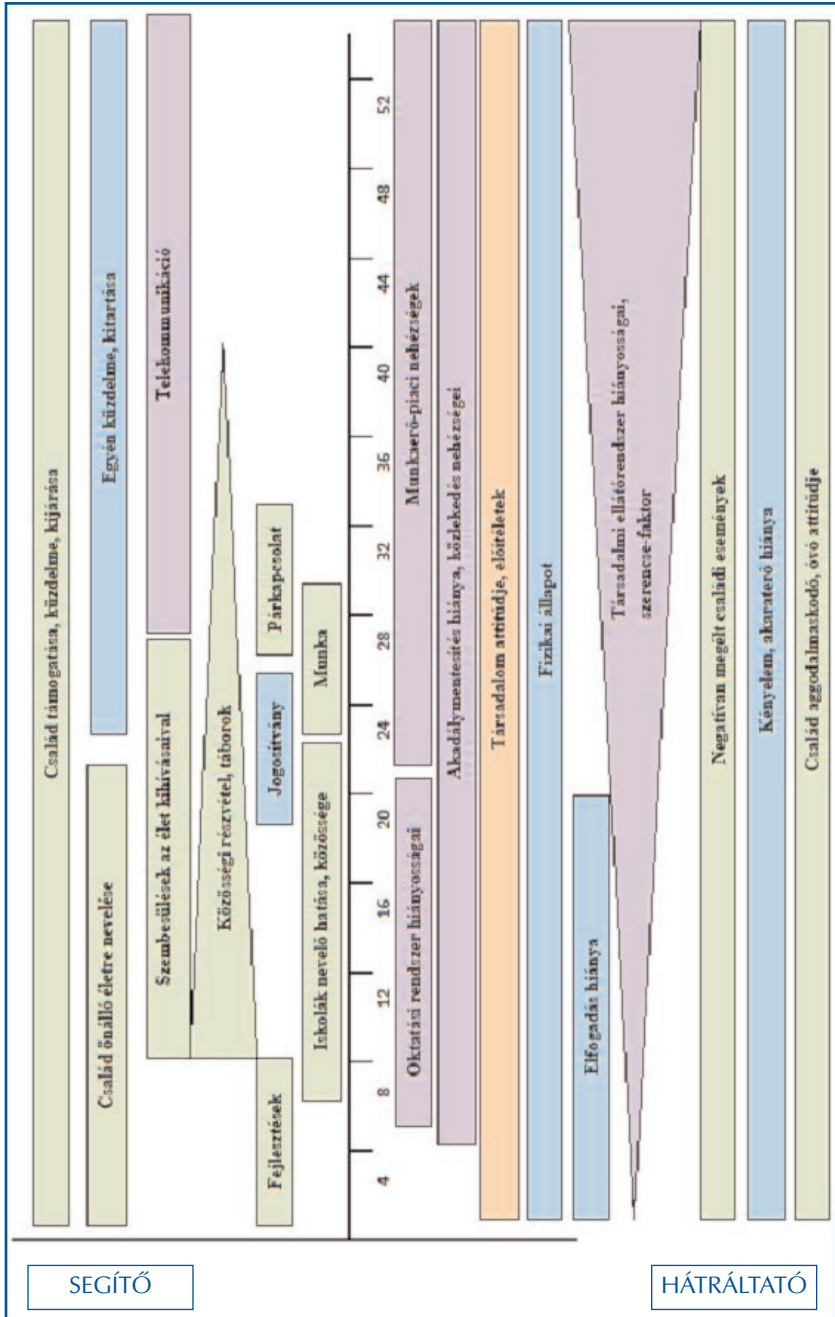 Család támogatása, küzdelme, kijárása
Család önálló életre nevelése
Egyén küzdelme, kitartása
Szembesülések az élet kihívásaival
Telekommunikáció
Közösségi részvétel, táborok
Fejlesztések
Jogosítvány
Párkapcsolat
Iskolák nevelő hatása, közössége
Munka
4
8
12
16
20
24
28
32
36
40
44
48
52
Oktatási rendszer hiányosságai
Munkaerő-piaci nehézségek
Akadálymentesítés hiánya, közlekedés nehézségei
Társadalom attitűdje, előítéletek
Fizikai állapot
Elfogadás hiánya
Társadalmi ellátórendszer hiányosságai,
szerencse-faktor
Negatívan megélt családi események
Kényelem, akaraterő hiánya
Család aggodalmaskodó, óvó attitűdje
SEGÍTŐ
HÁTRÁLTATÓ